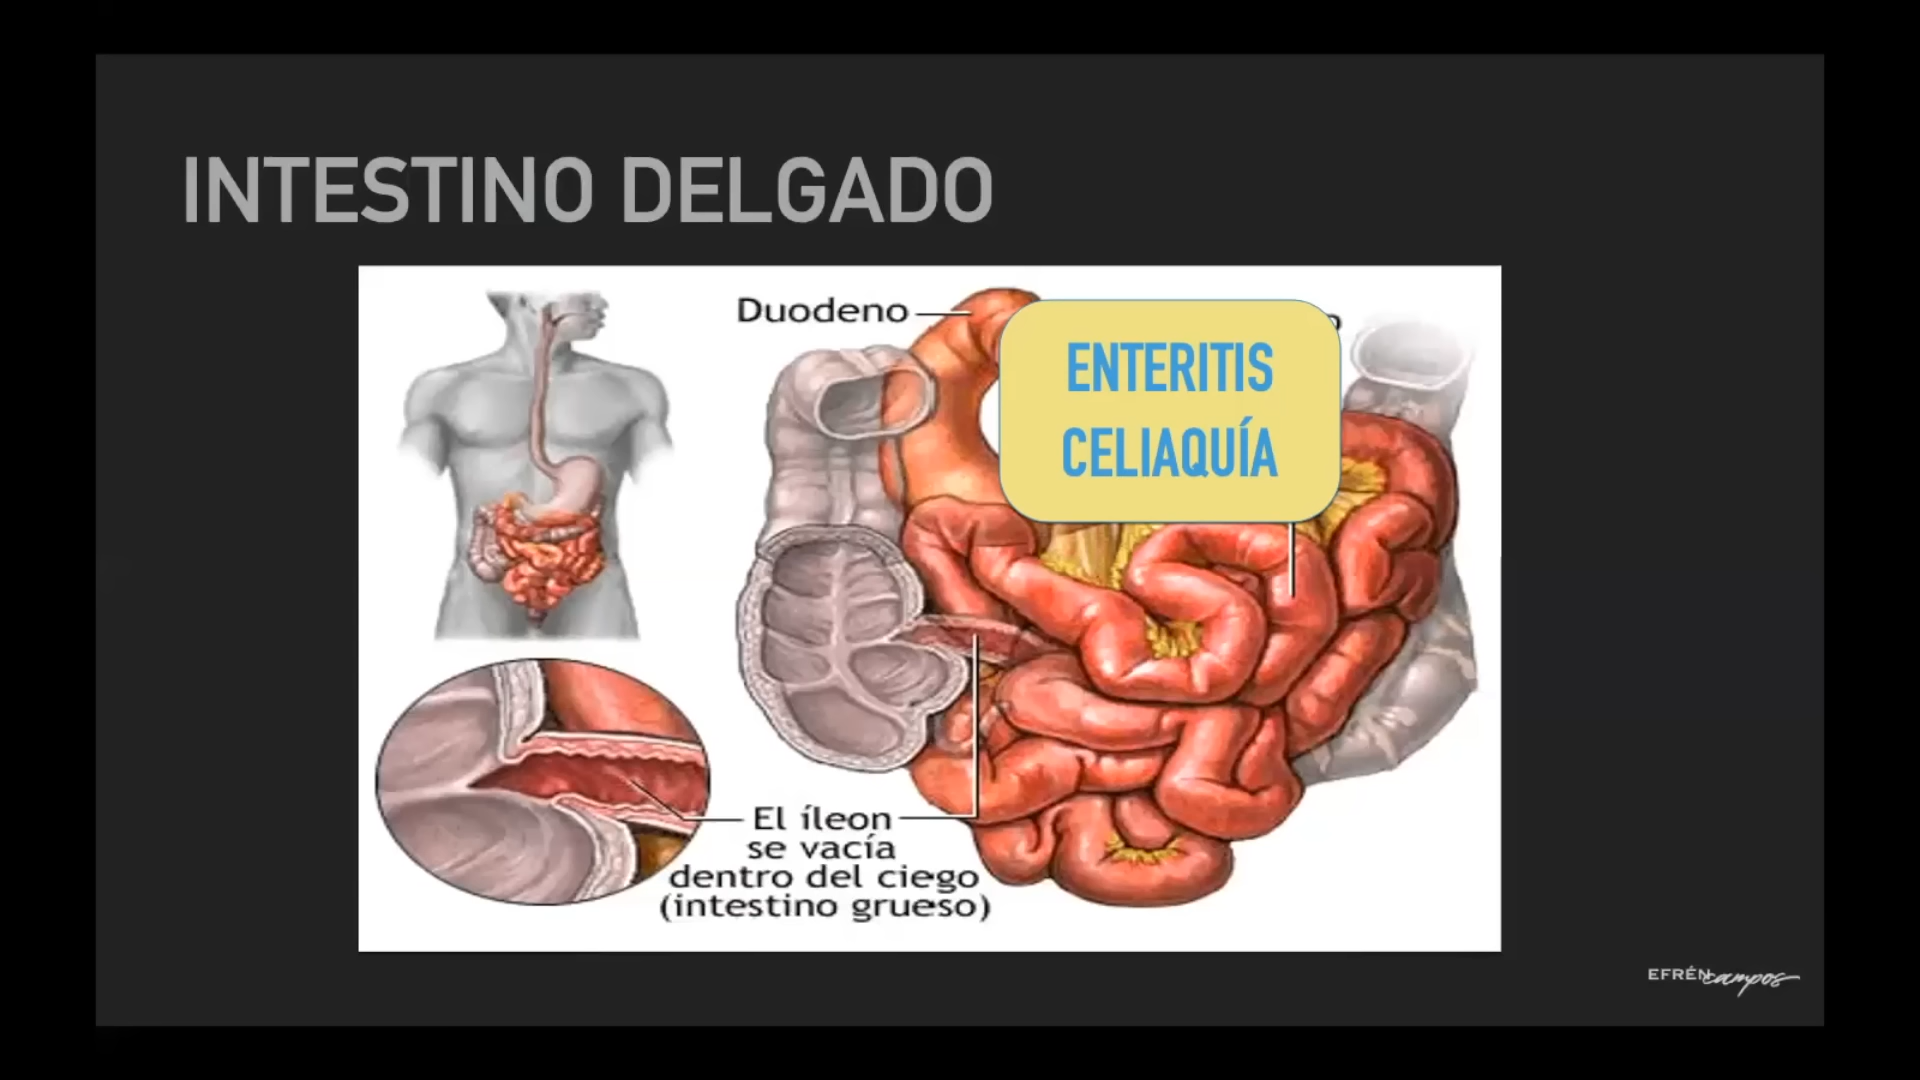 INTESTINO DELGADO
Duodeno
ENTERITIS
CELIAQUÍA
El íleon
se vacía
dentro del ciego
(intestino grueso)
EFRÉN campos